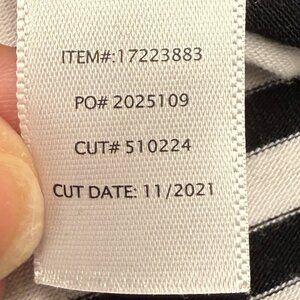 ITEM#:17223883
PO# 2025109
CUT# 510224
CUT DATE: 11/2021